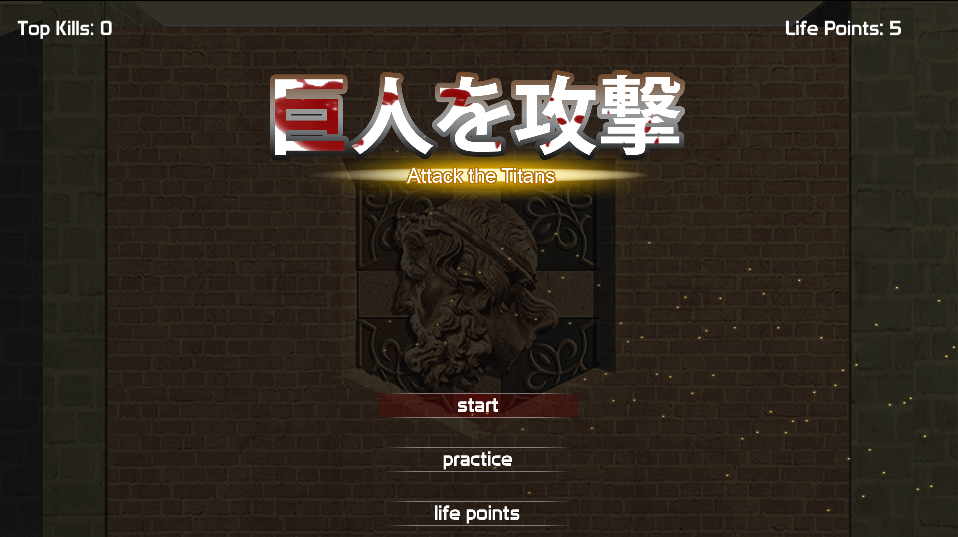 Top Kills: 0
Life Points: 5
巨人を攻撃
Attack the Titans
start
practice
life points